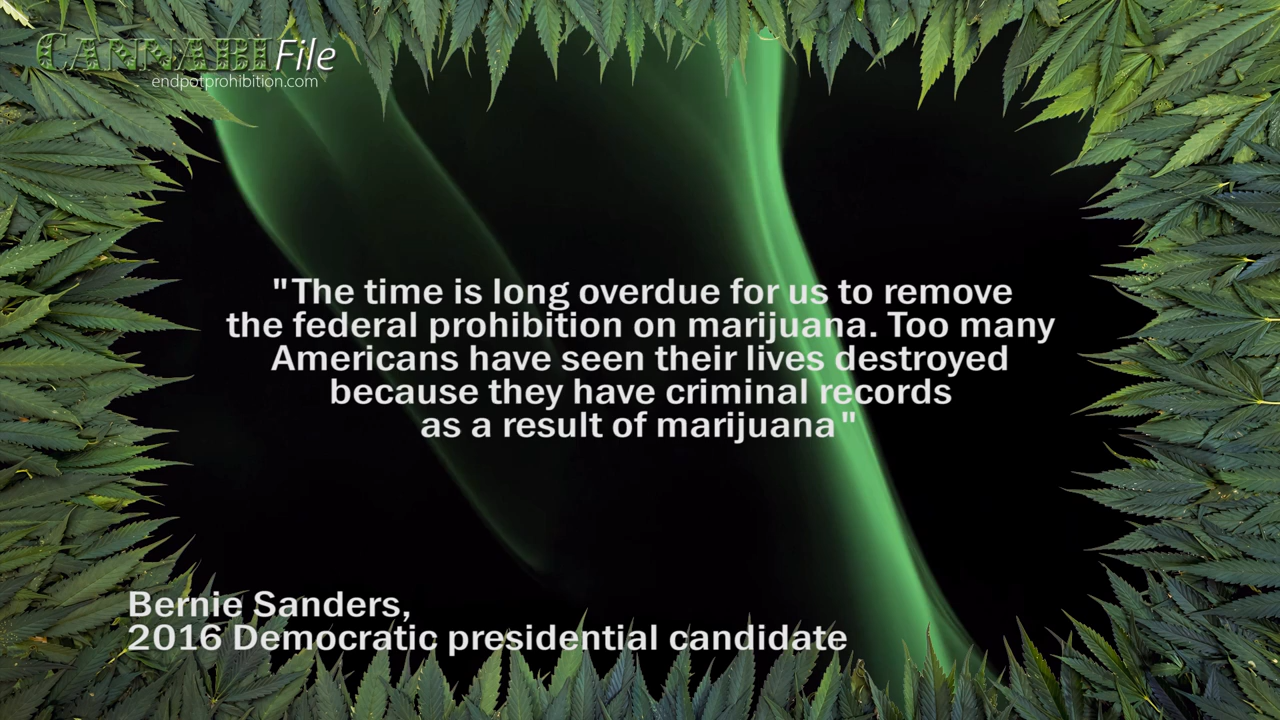 CANNABIFile
endpotprohibition.com
"The time is long overdue for us to remove
the federal prohibition on marijuana. Too many
Americans have seen their lives destroyed
because they have criminal records
as a result of marijuana"
Bernie Sanders,
2016 Democratic presidential candidate